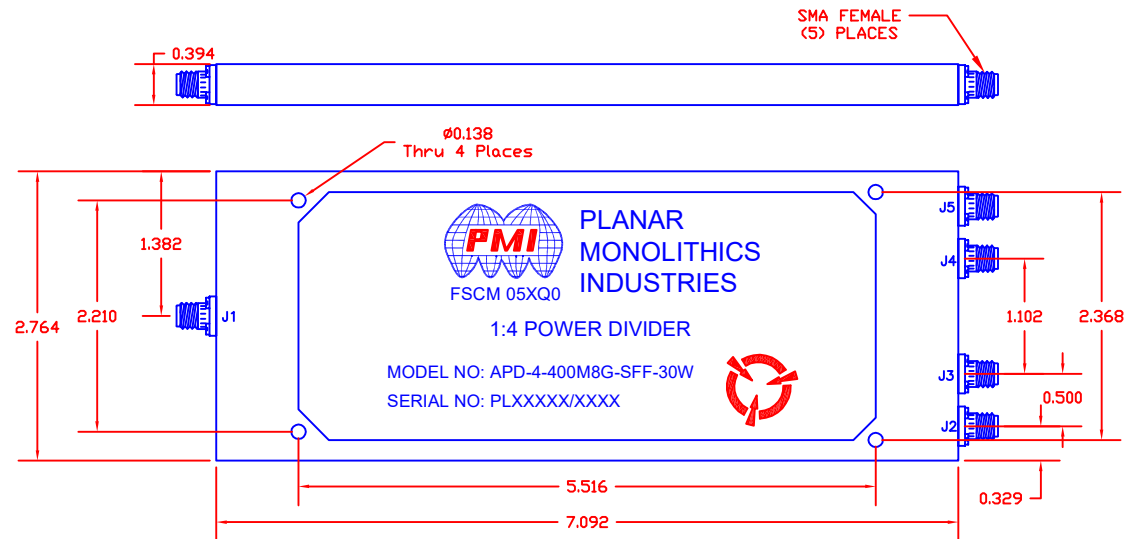 SMA FEMALE
(5) PLACES
0.394
ø0.138
Thru 4 Places
1.382
2.210
2.764
J1
J5
J4
J3
J2
PMI
FSCM 05XQ0
PLANAR
MONOLITHICS
INDUSTRIES
1:4 POWER DIVIDER
MODEL NO: APD-4-400M8G-SFF-30W
SERIAL NO: PLXXXXX/XXXX
1.102
2.368
0.500
0.329
5.516
7.092